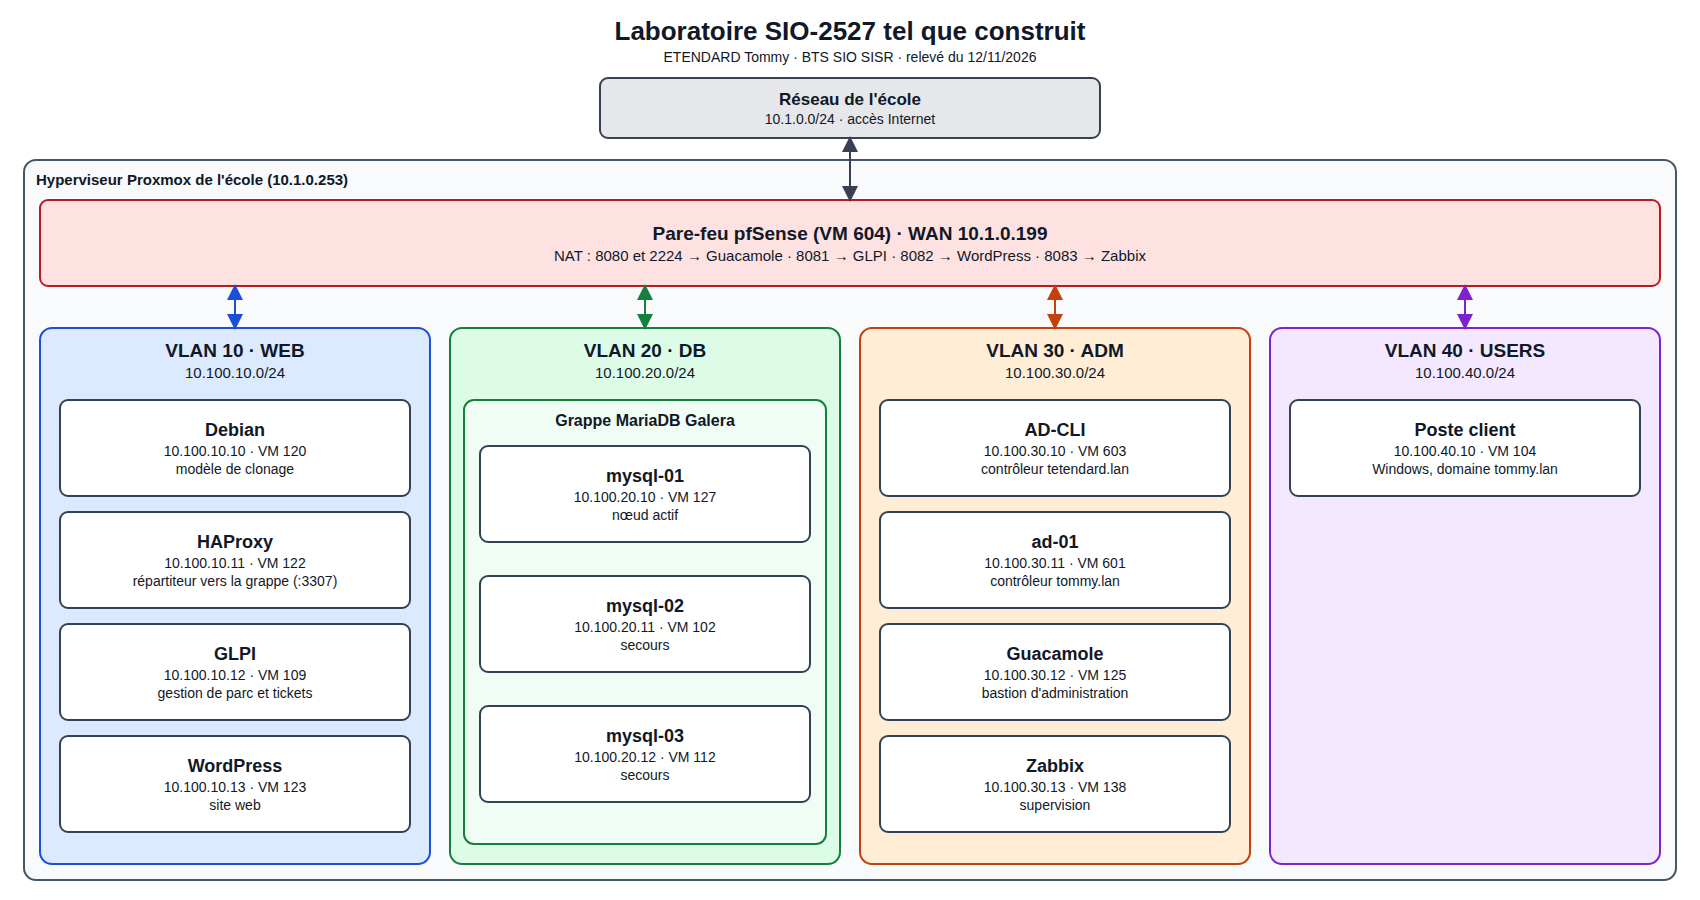 Laboratoire SIO-2527 tel que construit
ETENDARD Tommy · BTS SIO SISR · relevé du 12/11/2026
Réseau de l'école
10.1.0.0/24 · accès Internet
Hyperviseur Proxmox de l'école (10.1.0.253)
Pare-feu pfSense (VM 604) · WAN 10.1.0.199
NAT : 8080 et 2224 → Guacamole · 8081 → GLPI · 8082 → WordPress · 8083 → Zabbix
VLAN 10 · WEB
10.100.10.0/24
Debian
10.100.10.10 · VM 120
modèle de clonage
HAProxy
10.100.10.11 · VM 122
répartiteur vers la grappe (:3307)
GLPI
10.100.10.12 · VM 109
gestion de parc et tickets
WordPress
10.100.10.13 · VM 123
site web
VLAN 20 · DB
10.100.20.0/24
Grappe MariaDB Galera
mysql-01
10.100.20.10 · VM 127
nœud actif
mysql-02
10.100.20.11 · VM 102
secours
mysql-03
10.100.20.12 · VM 112
secours
VLAN 30 · ADM
10.100.30.0/24
AD-CLI
10.100.30.10 · VM 603
contrôleur tetendard.lan
ad-01
10.100.30.11 · VM 601
contrôleur tommy.lan
Guacamole
10.100.30.12 · VM 125
bastion d'administration
Zabbix
10.100.30.13 · VM 138
supervision
VLAN 40 · USERS
10.100.40.0/24
Poste client
10.100.40.10 · VM 104
Windows, domaine tommy.lan